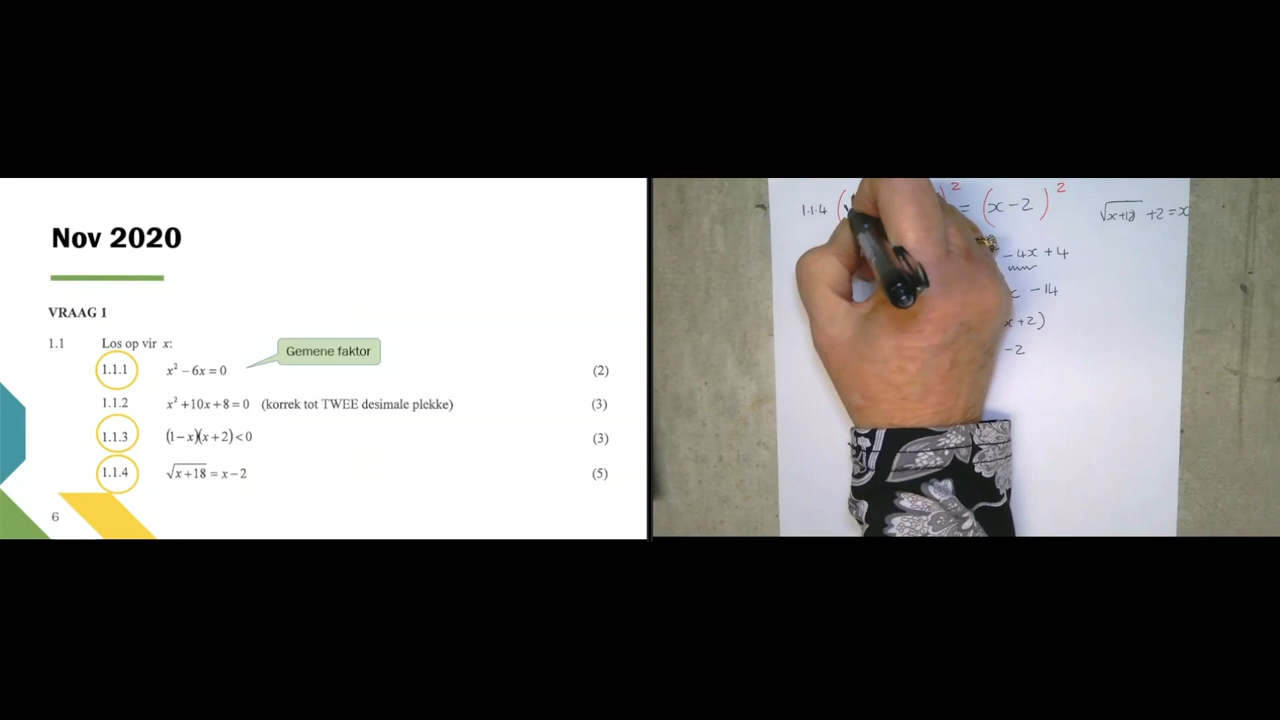 Nov 2020
VRAAG 1
1.1 Los op vir x:
1.1.1 x² – 6x = 0 (2)
Gemene faktor
1.1.2 x² + 10x + 8 = 0 (korrek tot TWEE desimale plekke) (3)
1.1.3 (1 – x)(x + 2) < 0 (3)
1.1.4 √(x+18) = x – 2 (5)
6
1.1.4 ( )² = (x – 2)²
√(x+18) + 2 = x
– 4x + 4
– 14
x + 2)
– 2